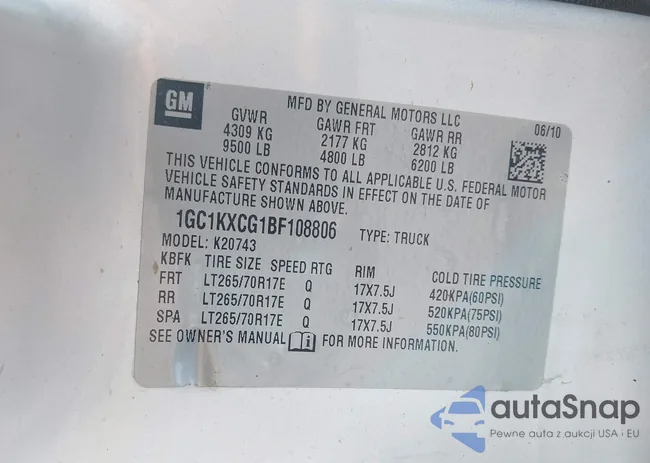 GM
MFD BY GENERAL MOTORS LLC
06/10
GVWR GAWR FRT GAWR RR
4309 KG 2177 KG 2812 KG
9500 LB 4800 LB 6200 LB
THIS VEHICLE CONFORMS TO ALL APPLICABLE U.S. FEDERAL MOTOR
VEHICLE SAFETY STANDARDS IN EFFECT ON THE DATE OF
MANUFACTURE SHOWN ABOVE.
1GC1KXCG1BF108806 TYPE: TRUCK
MODEL: K20743
KBFK TIRE SIZE SPEED RTG RIM COLD TIRE PRESSURE
FRT LT265/70R17E Q 17X7.5J 420KPA(60PSI)
RR LT265/70R17E Q 17X7.5J 520KPA(75PSI)
SPA LT265/70R17E Q 17X7.5J 550KPA(80PSI)
SEE OWNER'S MANUAL FOR MORE INFORMATION.
autaSnap
Pewne auta z aukcji USA i EU